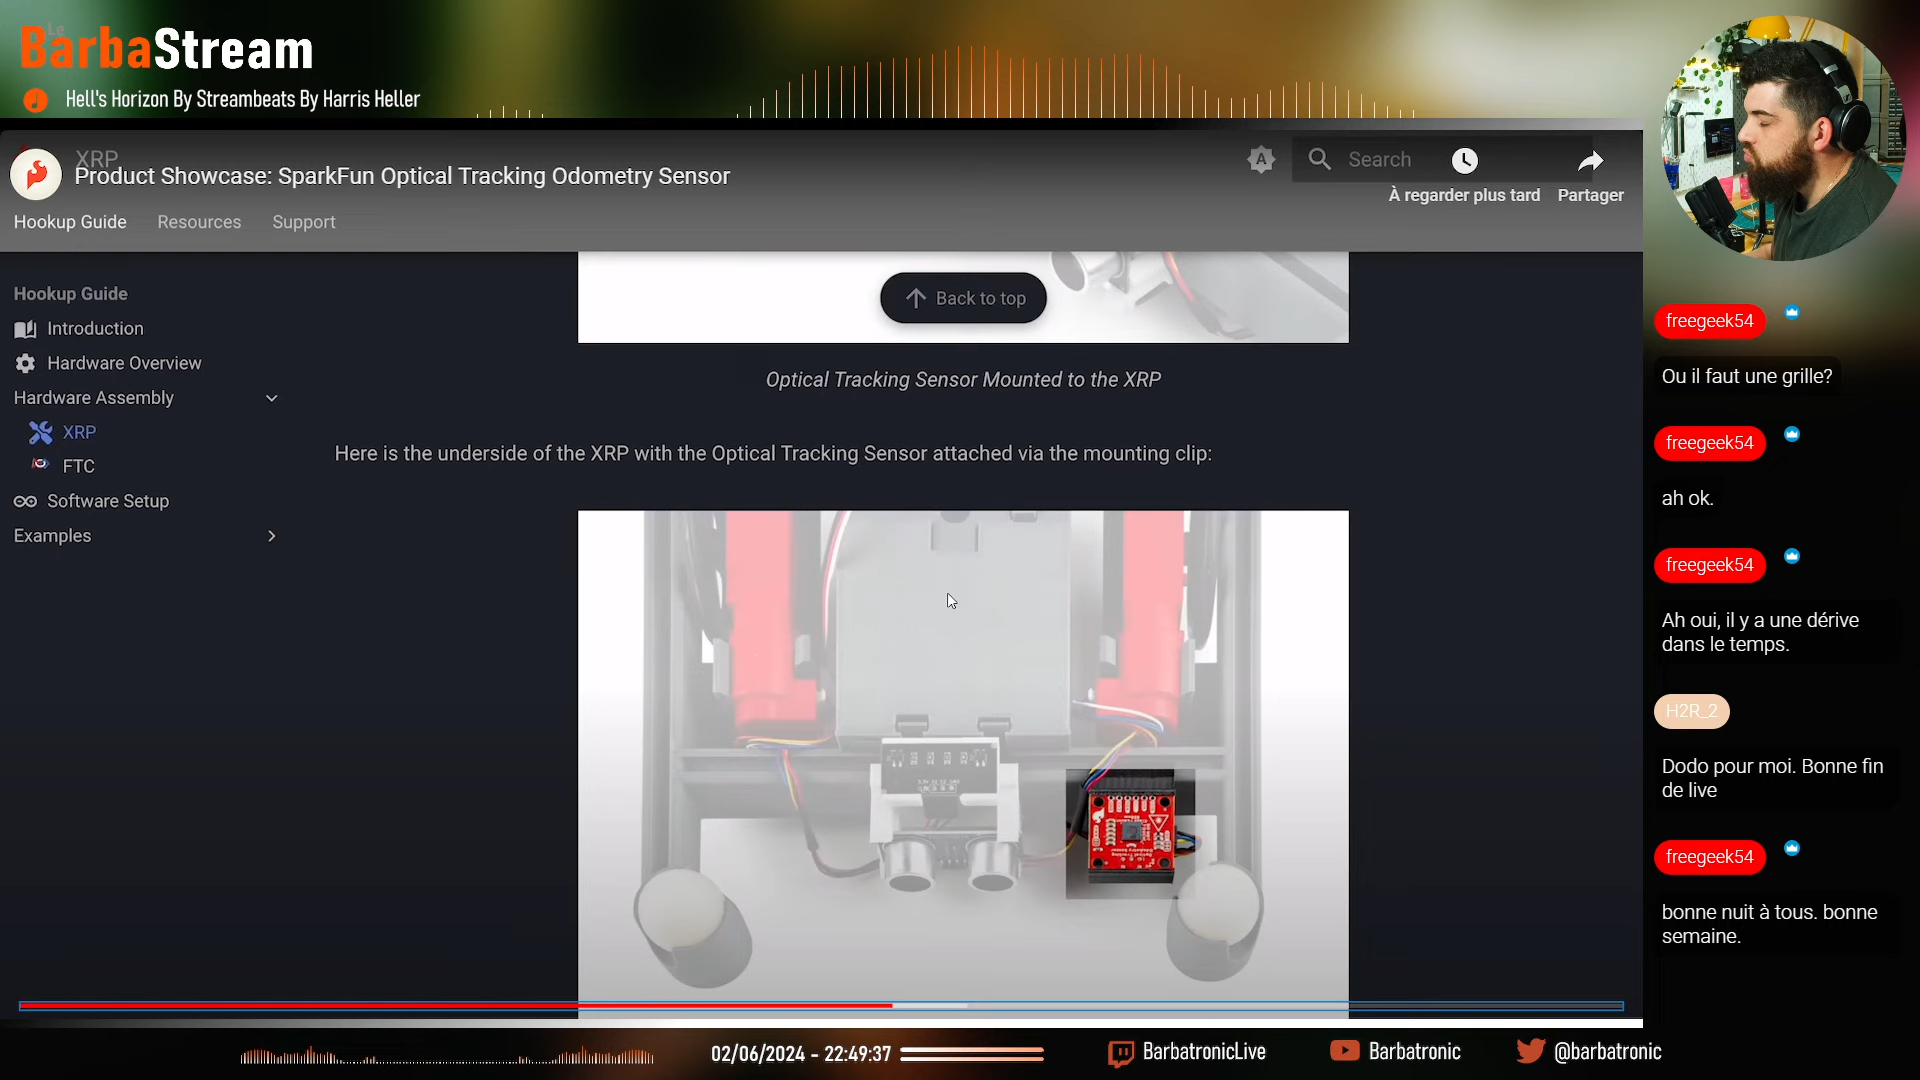 Le
BarbaStream
Hell's Horizon By Streambeats By Harris Heller
XRP
Product Showcase: SparkFun Optical Tracking Odometry Sensor
A
Search
À regarder plus tard
Partager
Hookup Guide
Resources
Support
Hookup Guide
Introduction
Hardware Overview
Hardware Assembly
XRP
FTC
Software Setup
Examples
Back to top
Optical Tracking Sensor Mounted to the XRP
Here is the underside of the XRP with the Optical Tracking Sensor attached via the mounting clip:
freegeek54
Ou il faut une grille?
freegeek54
ah ok.
freegeek54
Ah oui, il y a une dérive
dans le temps.
H2R_2
Dodo pour moi. Bonne fin
de live
freegeek54
bonne nuit à tous. bonne
semaine.
02/06/2024 - 22:49:37
BarbatronicLive
Barbatronic
@barbatronic